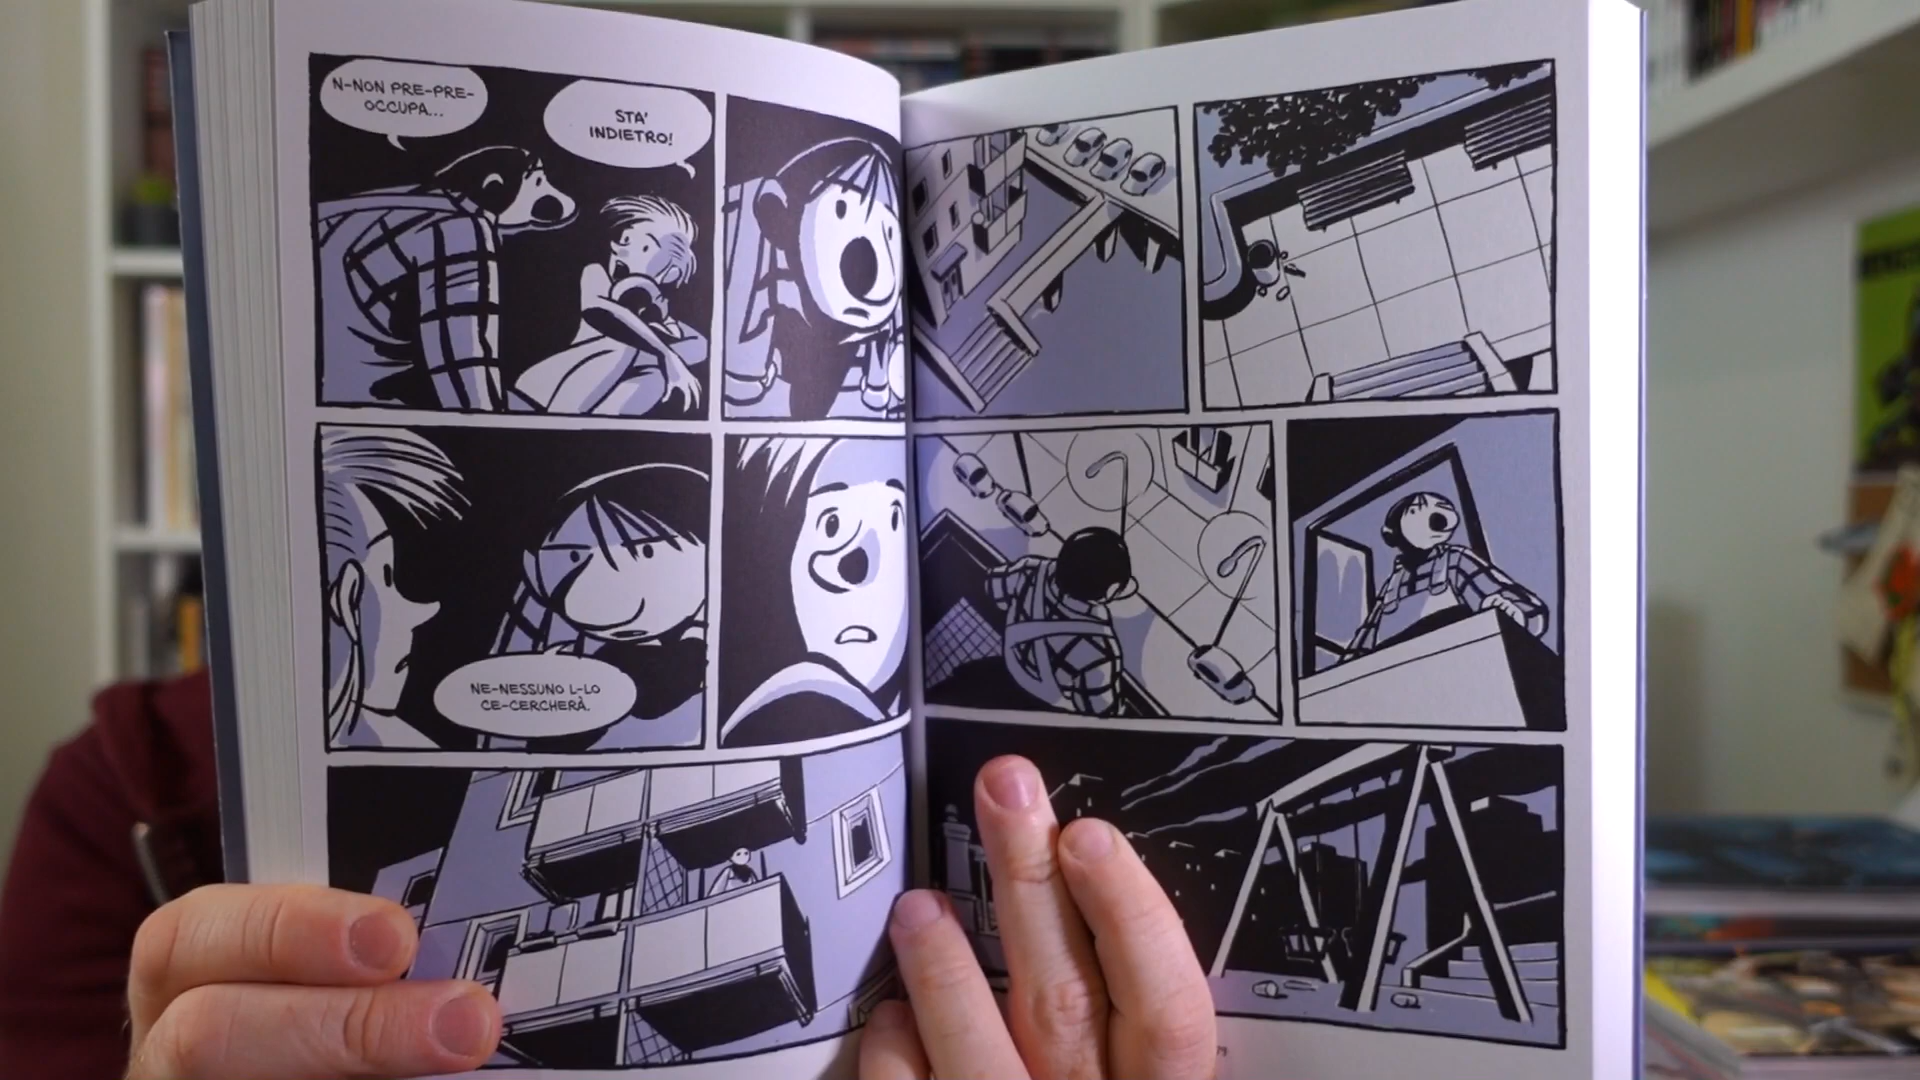 N-NON PRE-PRE-
OCCUPA...
STA'
INDIETRO!
NE-NESSUNO L-LO
CE-CERCHERÀ.